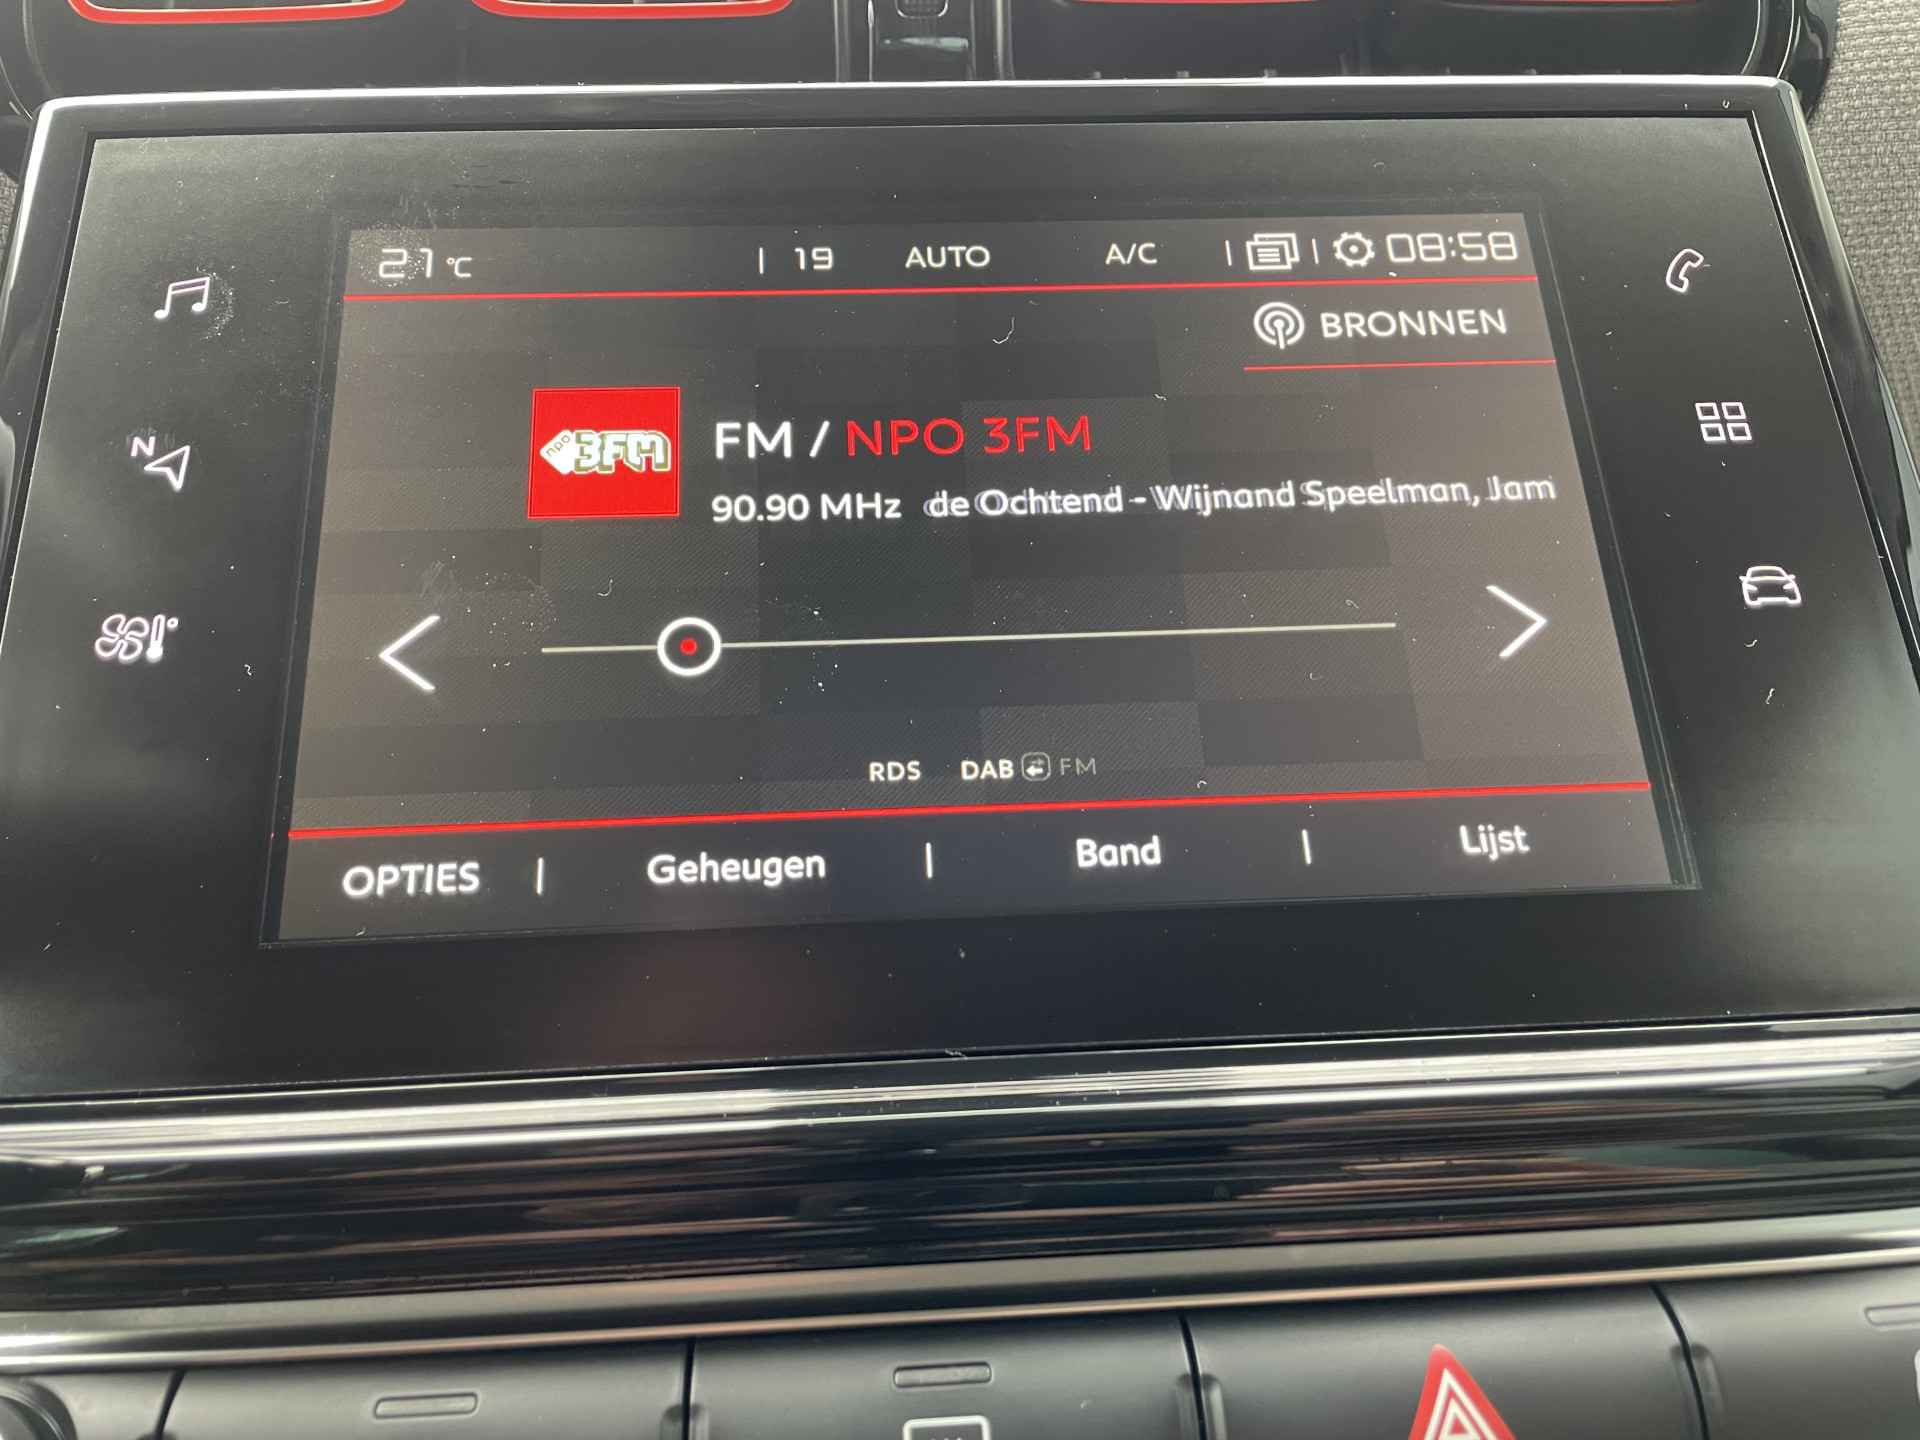 21 °C | 19 AUTO A/C | | 08:58
BRONNEN
npo 3FM
FM / NPO 3FM
90.90 MHz de Ochtend - Wijnand Speelman, Jam
N
RDS DAB FM
OPTIES | Geheugen | Band | Lijst